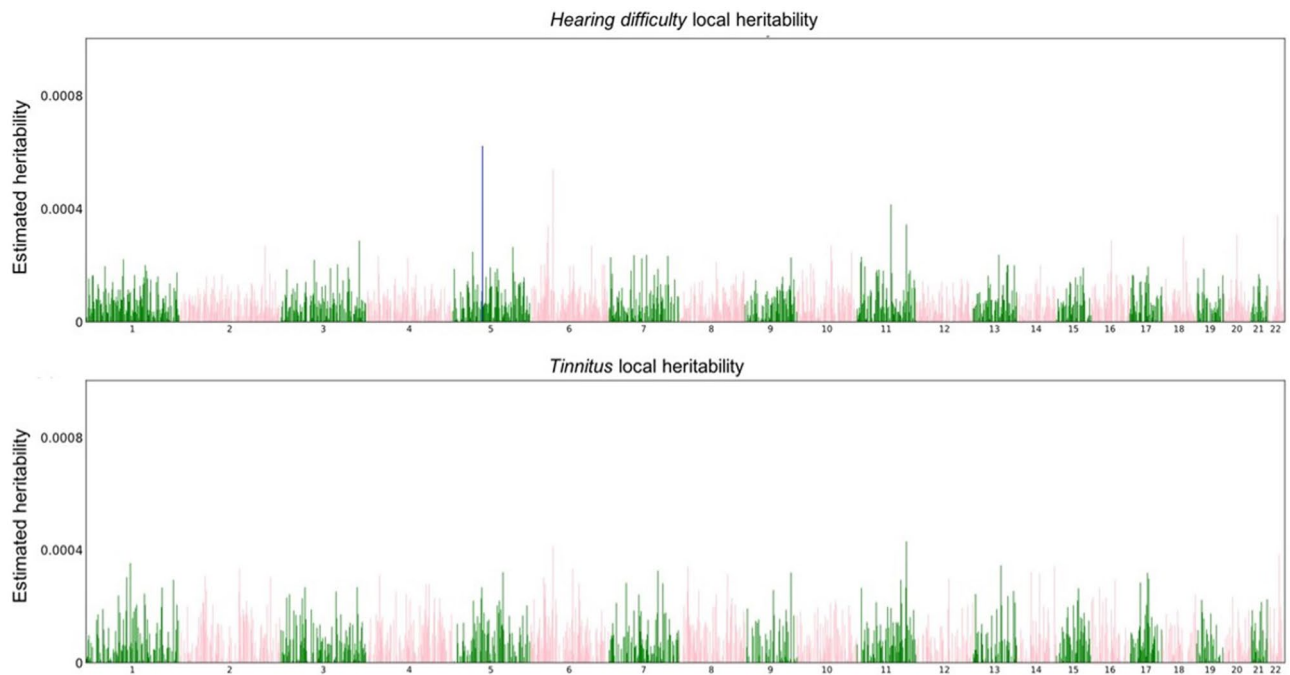 Hearing difficulty local heritability
Estimated heritability
0.0008
0.0004
0
1 2 3 4 5 6 7 8 9 10 11 12 13 14 15 16 17 18 19 20 21 22
Tinnitus local heritability
Estimated heritability
0.0008
0.0004
0
1 2 3 4 5 6 7 8 9 10 11 12 13 14 15 16 17 18 19 20 21 22